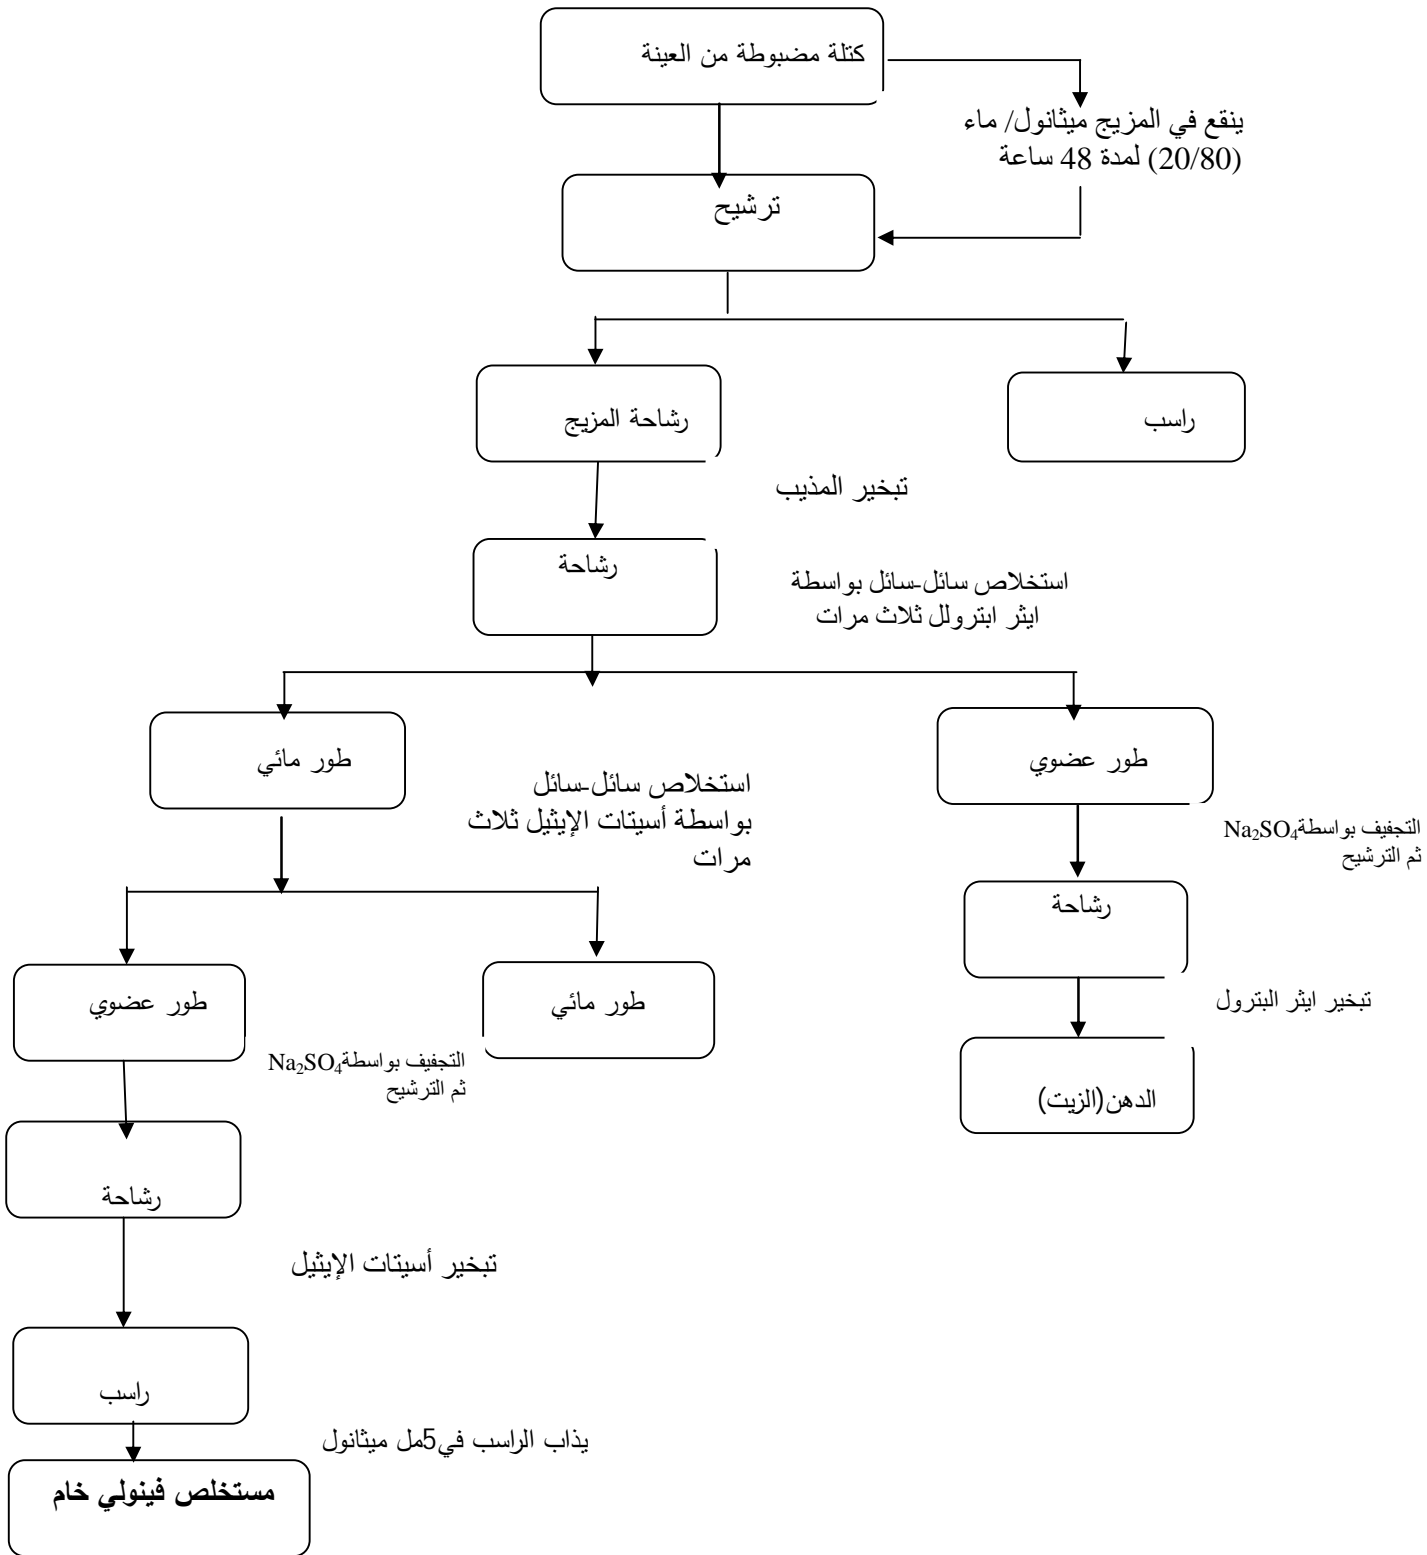 كتلة مضبوطة من العينة
ينقع في المزيج ميثانول/ ماء
(20/80) لمدة 48 ساعة
ترشيح
راسب
رشاحة المزيج
تبخير المذيب
رشاحة
استخلاص سائل-سائل بواسطة
ايثر ابترولل ثلاث مرات
طور عضوي
طور مائي
استخلاص سائل-سائل
بواسطة أسيتات الإيثيل ثلاث
مرات
التجفيف بواسطةNa₂SO₄
ثم الترشيح
رشاحة
تبخير ايثر البترول
الدهن(الزيت)
طور مائي
طور عضوي
التجفيف بواسطةNa₂SO₄
ثم الترشيح
رشاحة
تبخير أسيتات الإيثيل
راسب
يذاب الراسب في5مل ميثانول
مستخلص فينولي خام